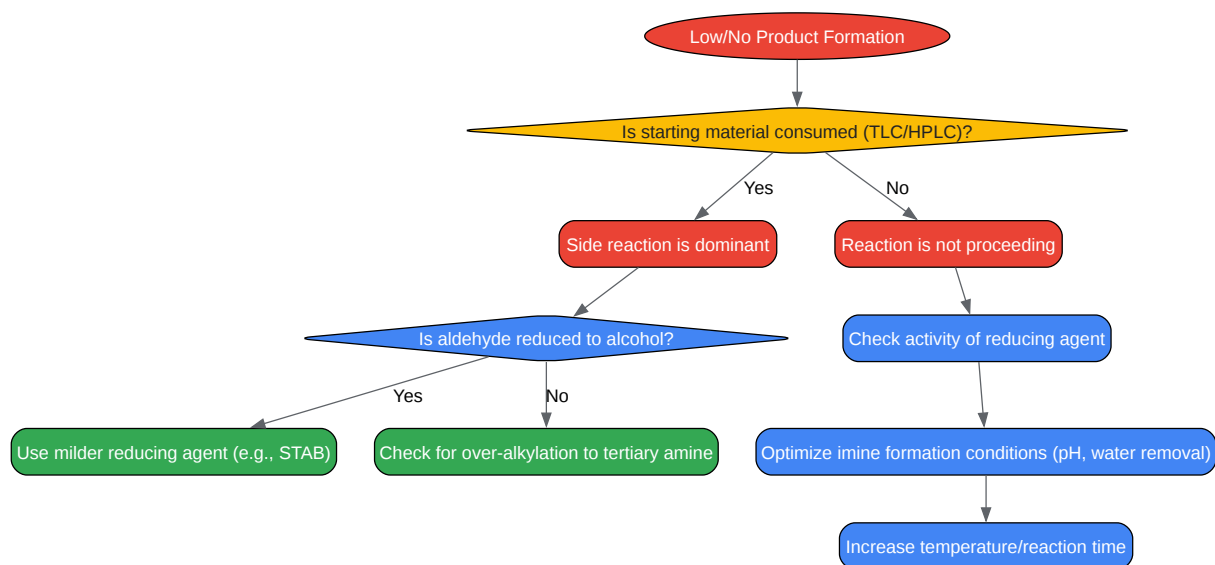 Low/No Product Formation
Is starting material consumed (TLC/HPLC)?
Yes
No
Side reaction is dominant
Reaction is not proceeding
Is aldehyde reduced to alcohol?
Check activity of reducing agent
Yes
No
Use milder reducing agent (e.g., STAB)
Check for over-alkylation to tertiary amine
Optimize imine formation conditions (pH, water removal)
Increase temperature/reaction time